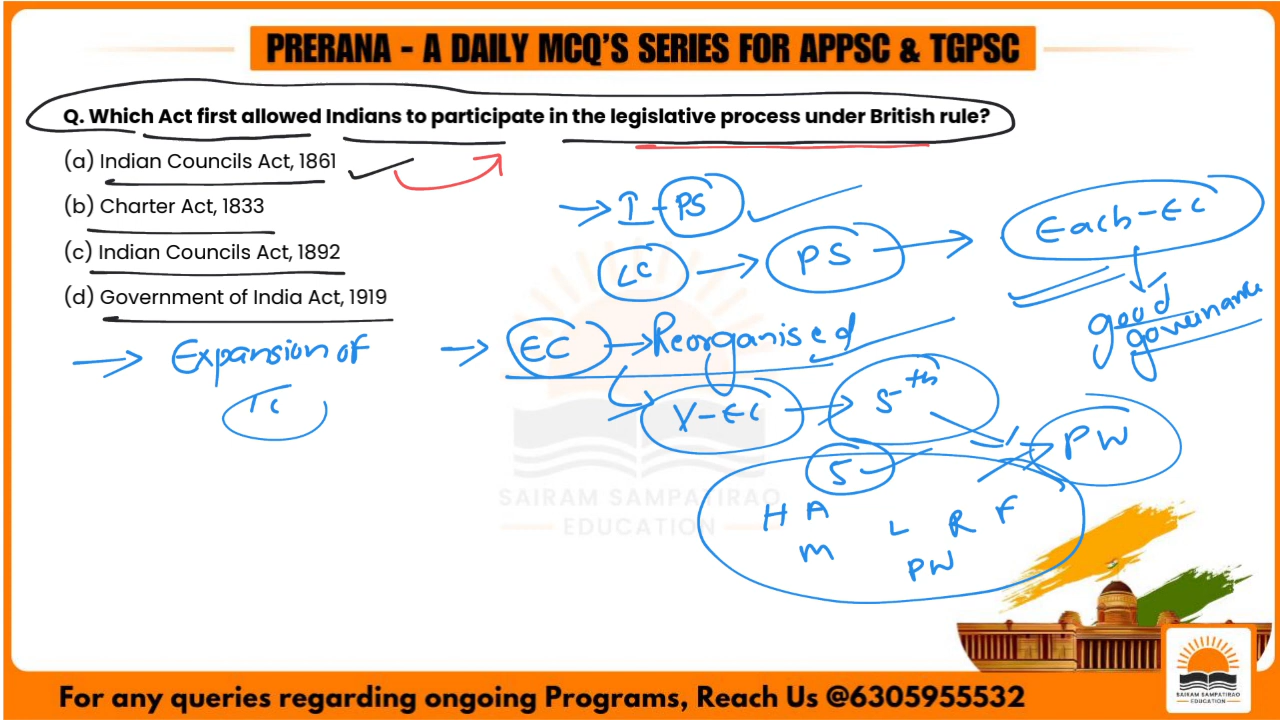 PRERANA - A DAILY MCQ'S SERIES FOR APPSC & TGPSC
Q. Which Act first allowed Indians to participate in the legislative process under British rule?
(a) Indian Councils Act, 1861
(b) Charter Act, 1833
(c) Indian Councils Act, 1892
(d) Government of India Act, 1919
I - PS
LC PS Each-EC
good
governance
Expansion of
EC Reorganised
V-EC 5-th
PW
5
H A L R F
M PW
SAIRAM SAMPATIRAO
EDUCATION
For any queries regarding ongoing Programs, Reach Us @6305955532
SAIRAM SAMPATIRAO
EDUCATION